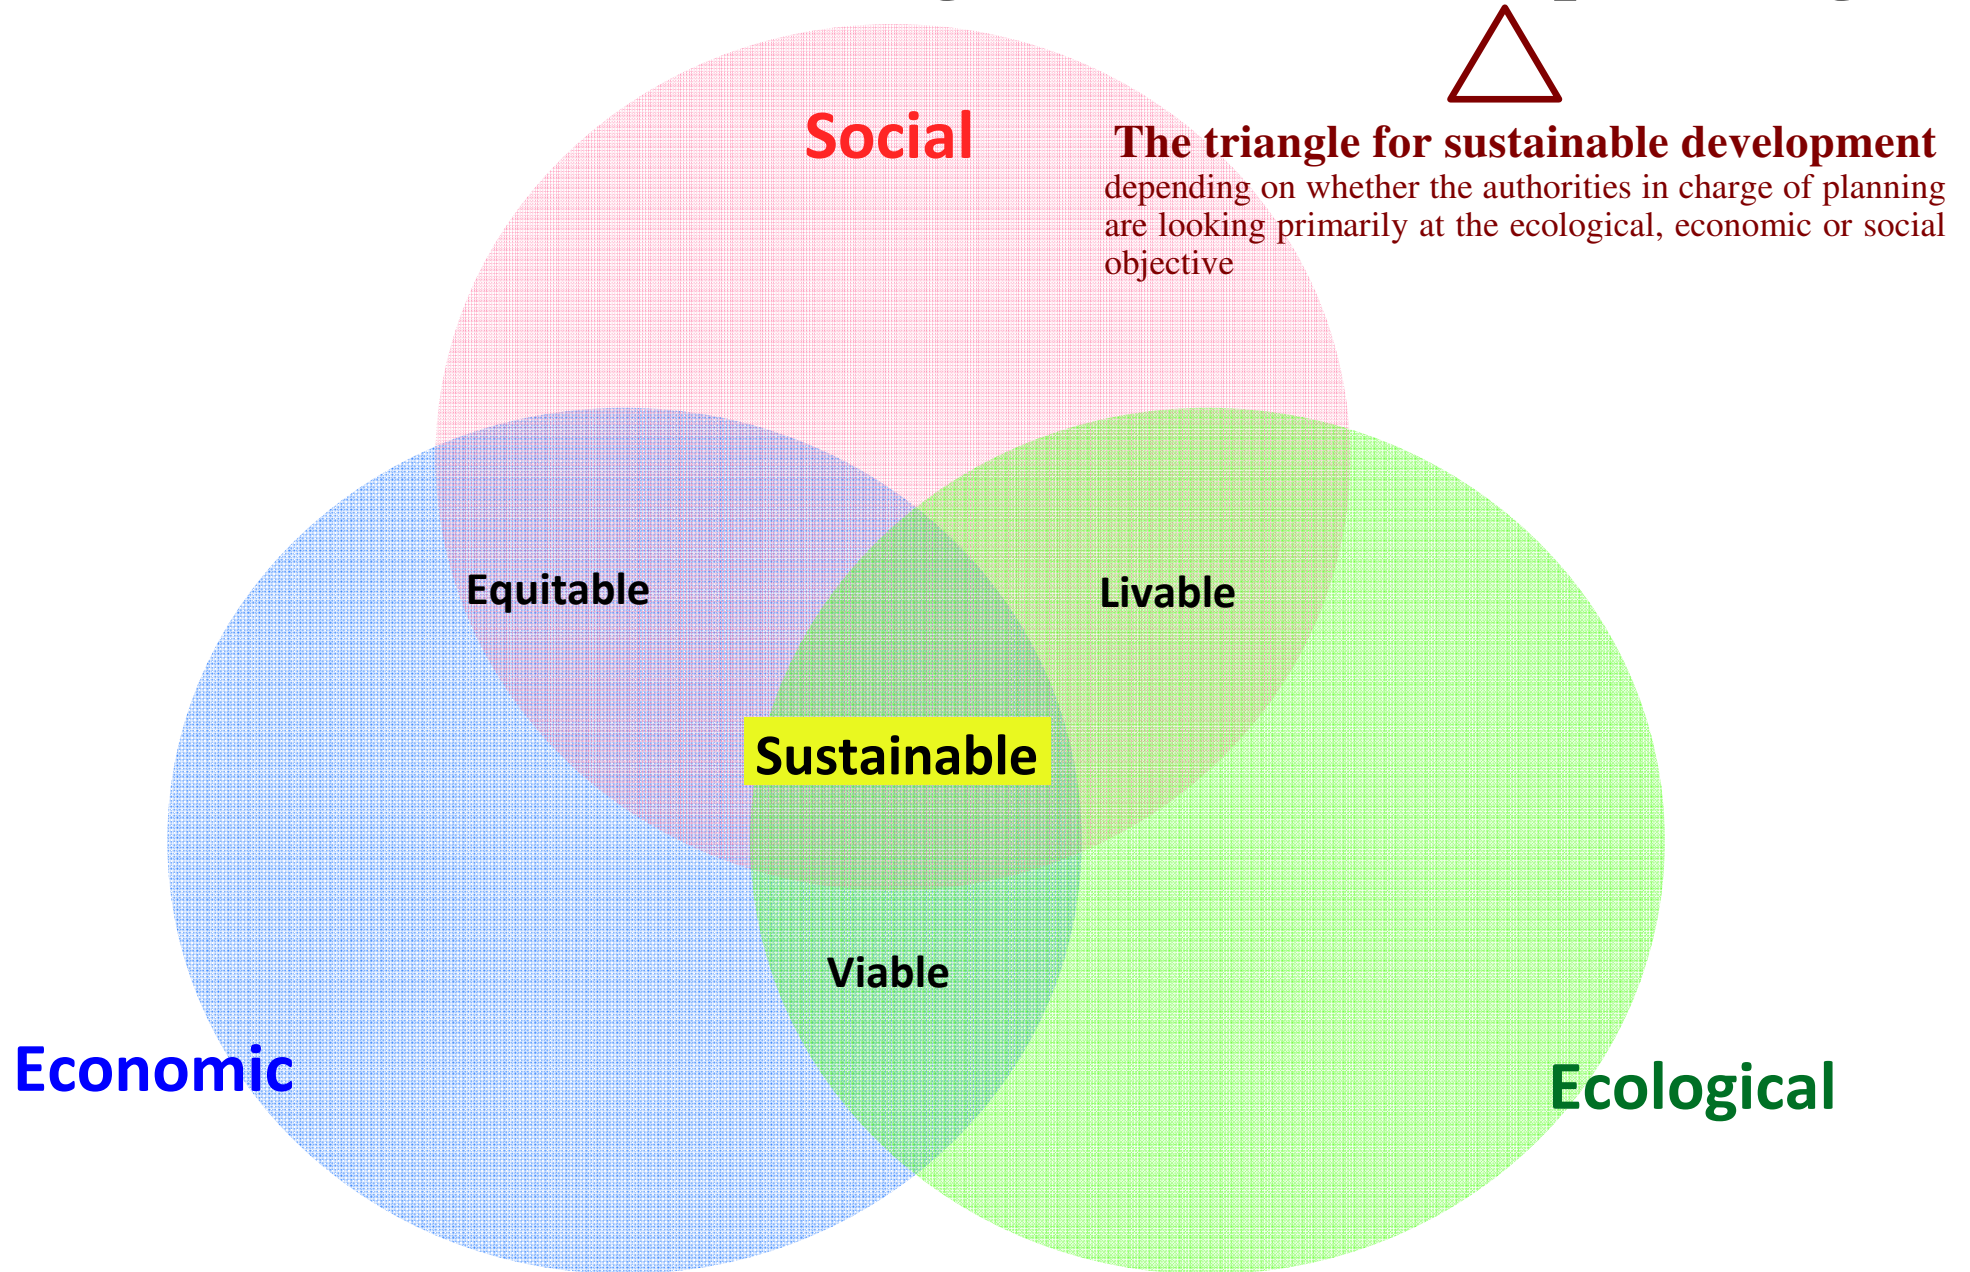 Social
The triangle for sustainable development
depending on whether the authorities in charge of planning
are looking primarily at the ecological, economic or social
objective
Equitable
Livable
Sustainable
Viable
Economic
Ecological